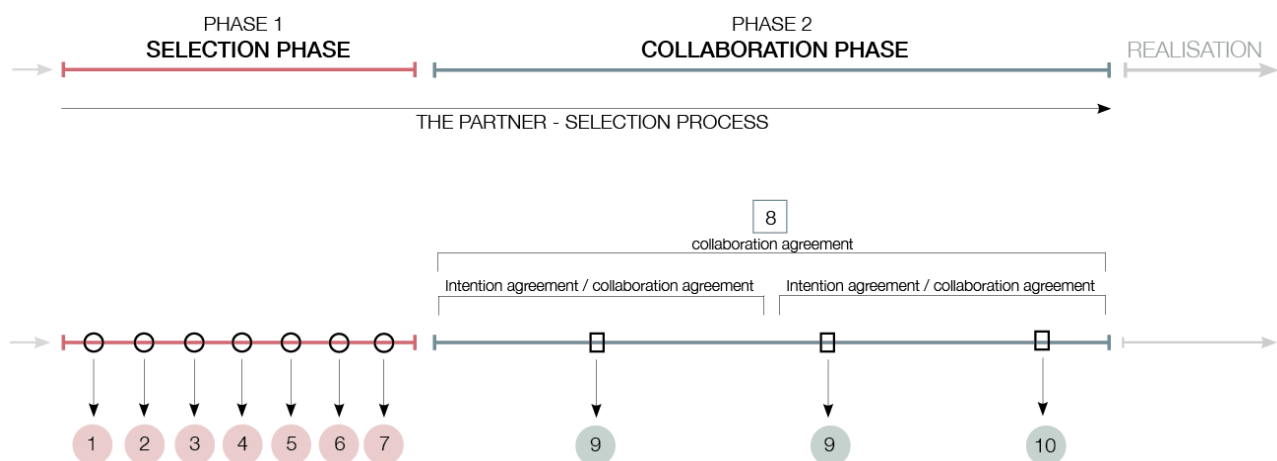 PHASE 1
SELECTION PHASE
PHASE 2
COLLABORATION PHASE
REALISATION
THE PARTNER - SELECTION PROCESS
8
collaboration agreement
Intention agreement / collaboration agreement
Intention agreement / collaboration agreement
1 2 3 4 5 6 7 9 9 10